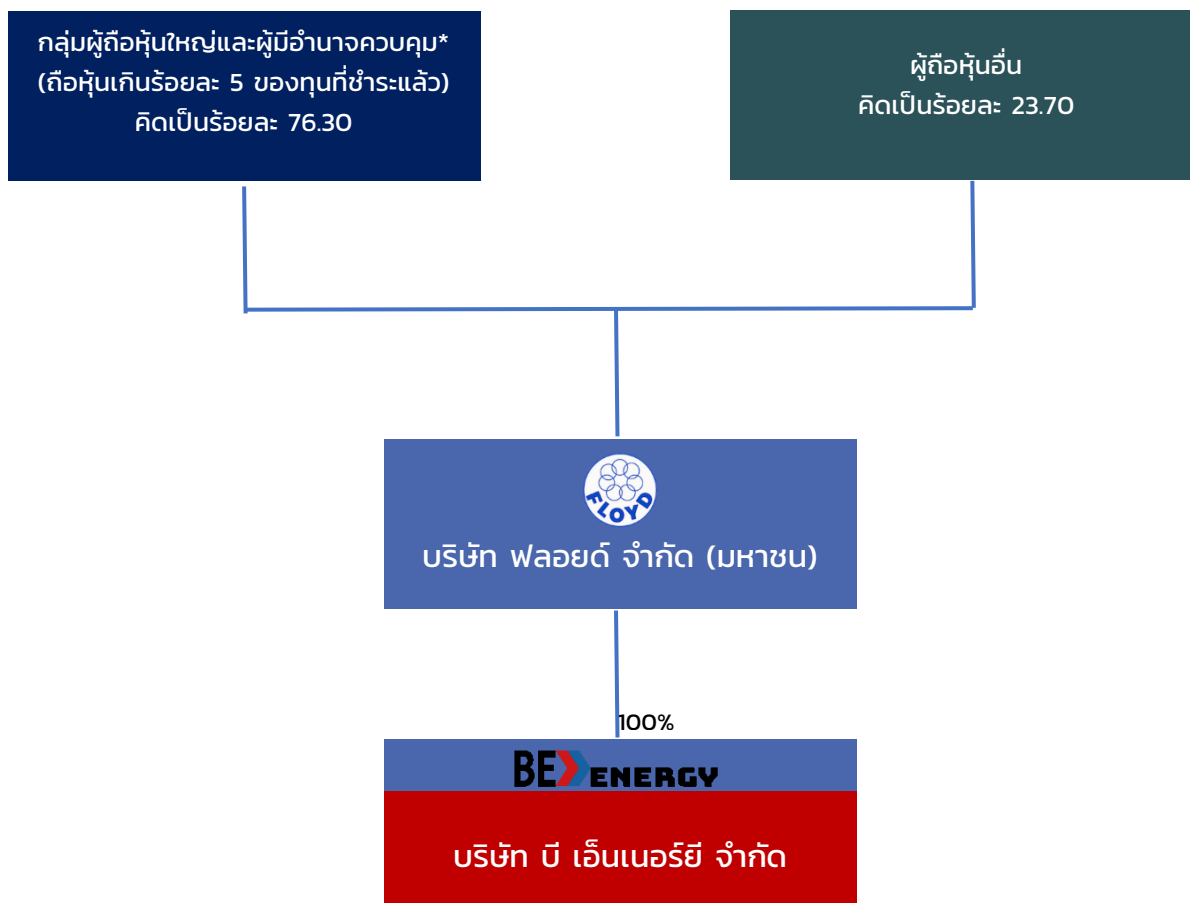 กลุ่มผู้ถือหุ้นใหญ่และผู้มีอำนาจควบคุม*
(ถือหุ้นเกินร้อยละ 5 ของทุนที่ชำระแล้ว)
คิดเป็นร้อยละ 76.30
ผู้ถือหุ้นอื่น
คิดเป็นร้อยละ 23.70
FLOYD
บริษัท ฟลอยด์ จำกัด (มหาชน)
100%
BE ENERGY
บริษัท บี เอ็นเนอร์ยี จำกัด